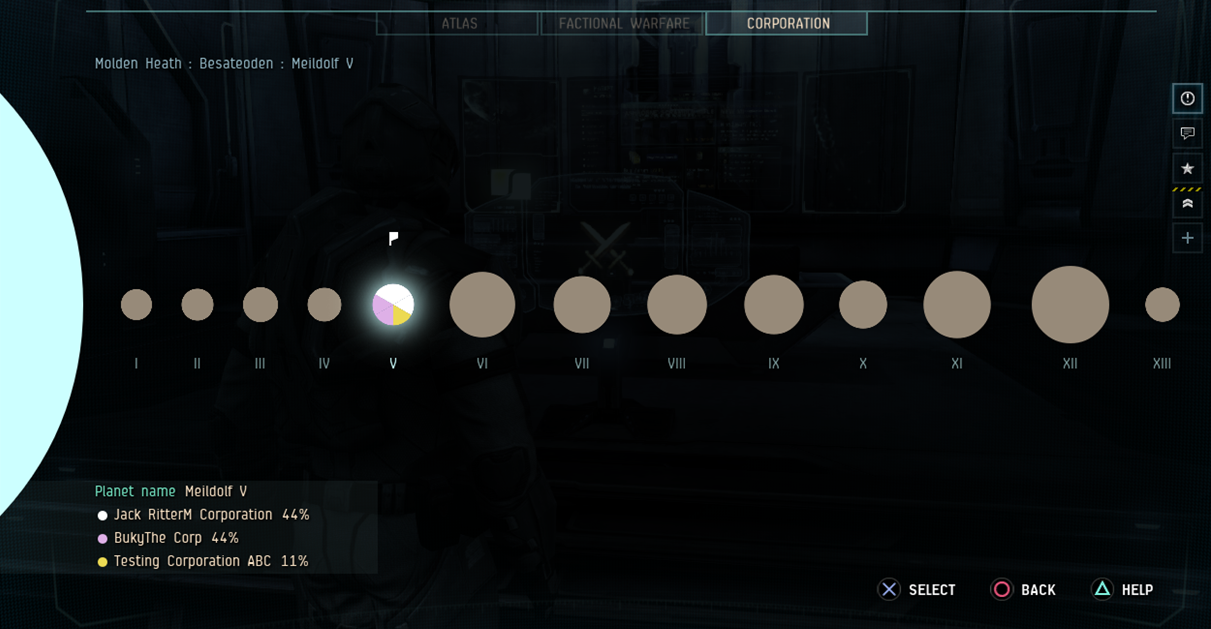 ATLAS
FACTIONAL WARFARE
CORPORATION
Molden Heath : Besateoden : Meildolf V
I
II
III
IV
V
VI
VII
VIII
IX
X
XI
XII
XIII
Planet name Meildolf V
Jack RitterM Corporation 44%
BukyThe Corp 44%
Testing Corporation ABC 11%
SELECT
BACK
HELP